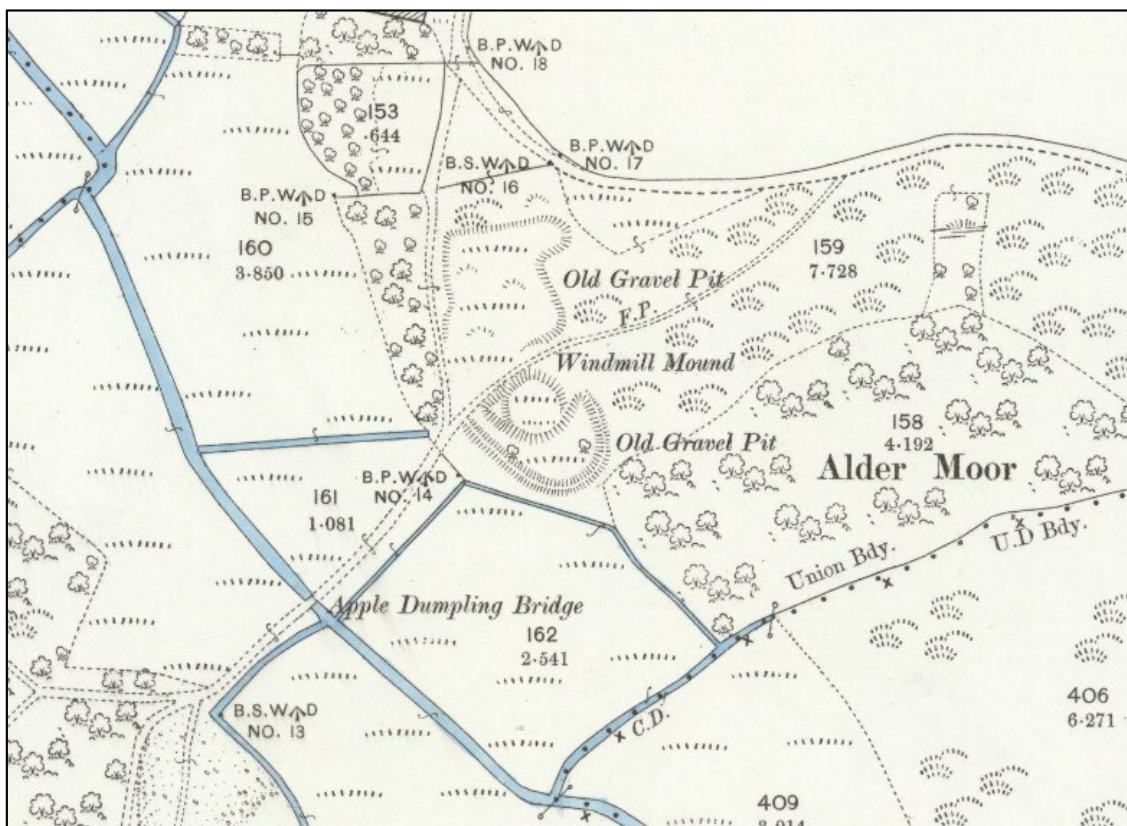 B.P.W D
NO. 18
153
.644
B.P.W D
NO. 17
B.S.W D
NO. 16
B.P.W D
NO. 15
160
3.850
159
7.728
Old Gravel Pit
F.P.
Windmill Mound
158
4.192
Old Gravel Pit
Alder Moor
B.P.W D
NO. 14
161
1.081
U.D Bdy.
Union Bdy.
Apple Dumpling Bridge
162
2.541
406
6.271
B.S.W D
NO. 13
C.D.
409